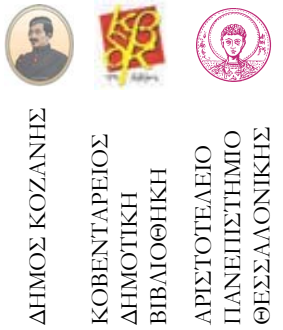 ΔΗΜΟΣ ΚΟΖΑΝΗΣ
ΚΟΒΕΝΤΑΡΕΙΟΣ
ΔΗΜΟΤΙΚΗ
ΒΙΒΛΙΟΘΗΚΗ
ΑΡΙΣΤΟΤΕΛΕΙΟ
ΠΑΝΕΠΙΣΤΗΜΙΟ
ΘΕΣΣΑΛΟΝΙΚΗΣ